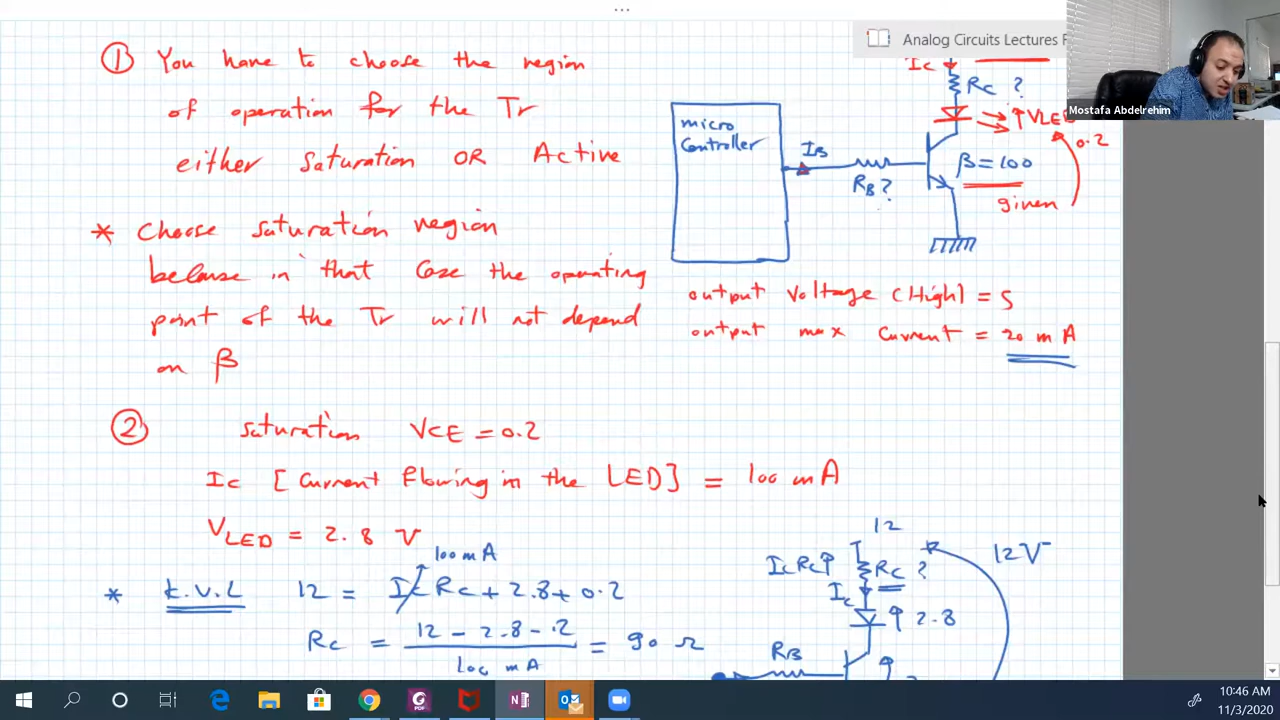 ① You have to choose the region
of operation for the Tr
either saturation OR Active
* Choose saturation region
because in that Case the operating
point of the Tr will not depend
on β
Analog Circuits Lectures F
Mostafa Abdelrehim
Ic
Rc ?
VLED
0.2
micro
Controller
IB
RB ?
β = 100
given
output voltage (High) = 5
output max Current = 20 mA
② saturation VCE = 0.2
Ic [Current flowing in the LED] = 100 mA
VLED = 2.8 V
100 mA
* K.V.L 12 = Ic Rc + 2.8 + 0.2
Rc = 12 - 2.8 - .2 / 100 mA = 90 Ω
12
12V
Ic Rc
Rc ?
Ic
2.8
RB
10:46 AM
11/3/2020